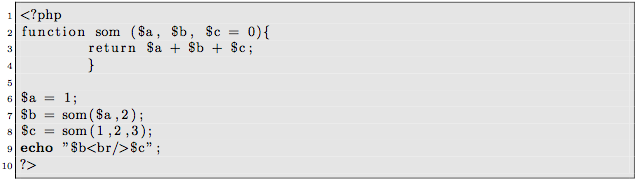 1 <?php
2 function som ($a, $b, $c = 0){
3 return $a + $b + $c;
4 }
5
6 $a = 1;
7 $b = som($a,2);
8 $c = som(1,2,3);
9 echo "$b<br/>$c";
10 ?>